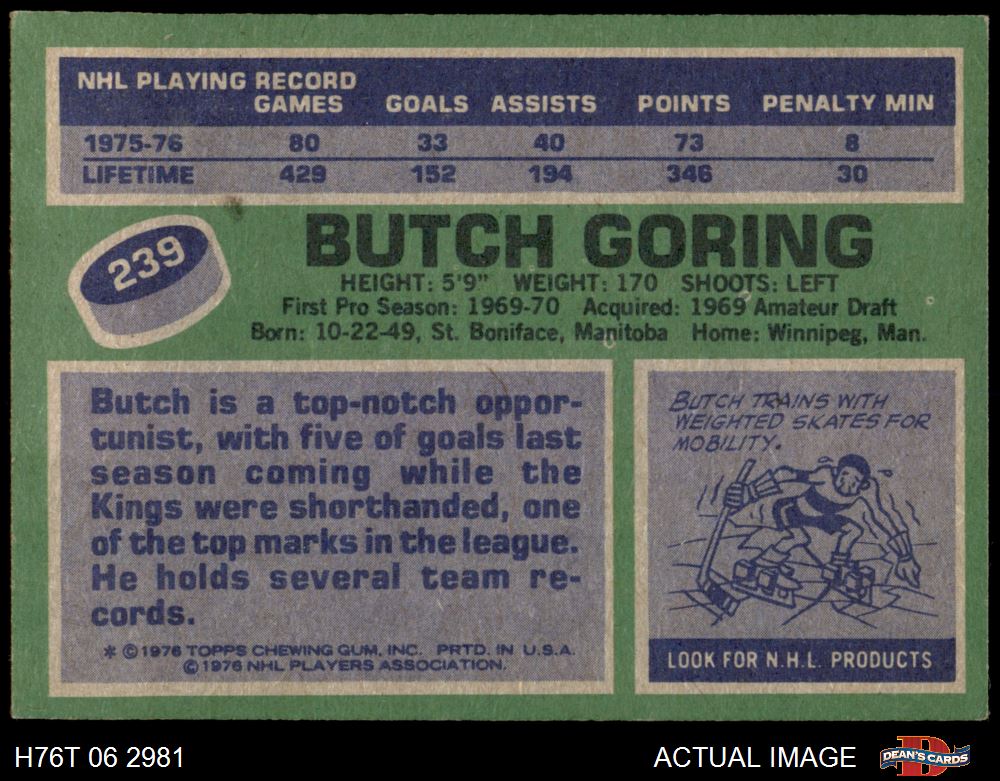 NHL PLAYING RECORD
GAMES GOALS ASSISTS POINTS PENALTY MIN
1975-76 80 33 40 73 8
LIFETIME 429 152 194 346 30
239
BUTCH GORING
HEIGHT: 5'9" WEIGHT: 170 SHOOTS: LEFT
First Pro Season: 1969-70 Acquired: 1969 Amateur Draft
Born: 10-22-49, St. Boniface, Manitoba Home: Winnipeg, Man.
Butch is a top-notch oppor-
tunist, with five of goals last
season coming while the
Kings were shorthanded, one
of the top marks in the league.
He holds several team re-
cords.
* © 1976 TOPPS CHEWING GUM, INC. PRTD. IN U.S.A.
© 1976 NHL PLAYERS ASSOCIATION.
BUTCH TRAINS WITH
WEIGHTED SKATES FOR
MOBILITY.
LOOK FOR N.H.L. PRODUCTS
H76T 06 2981 ACTUAL IMAGE DEAN'S CARDS